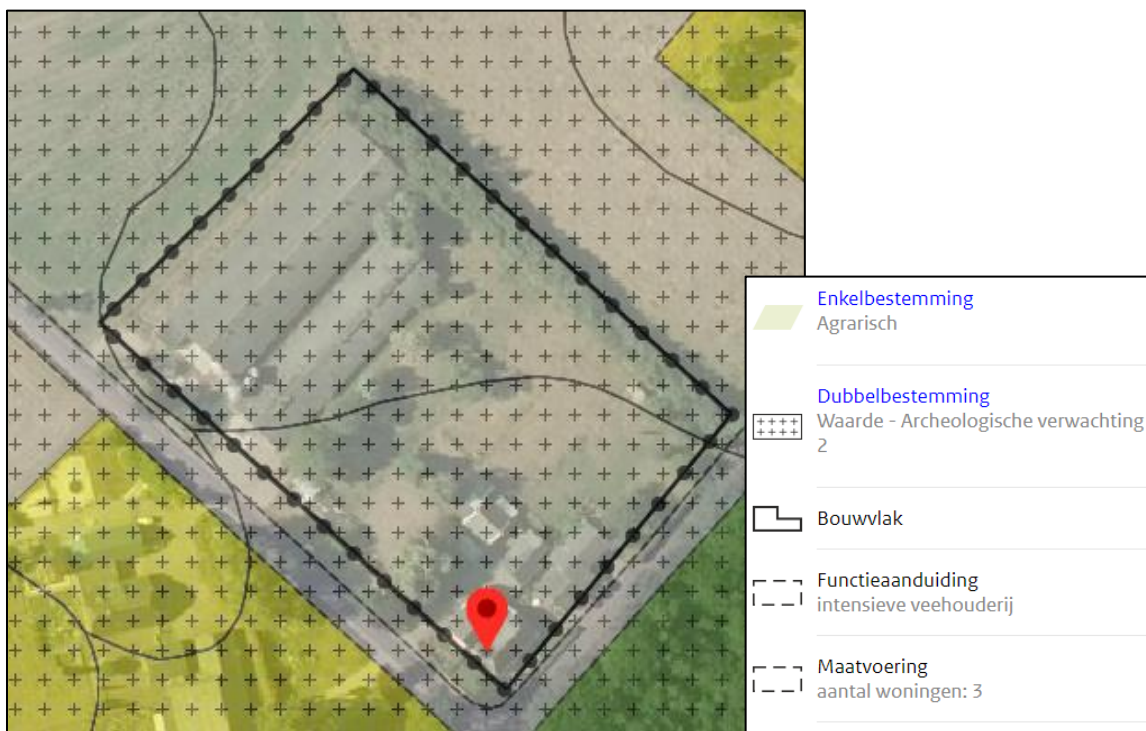 Enkelbestemming
Agrarisch
Dubbelbestemming
Waarde - Archeologische verwachting
2
Bouwvlak
Functieaanduiding
intensieve veehouderij
Maatvoering
aantal woningen: 3